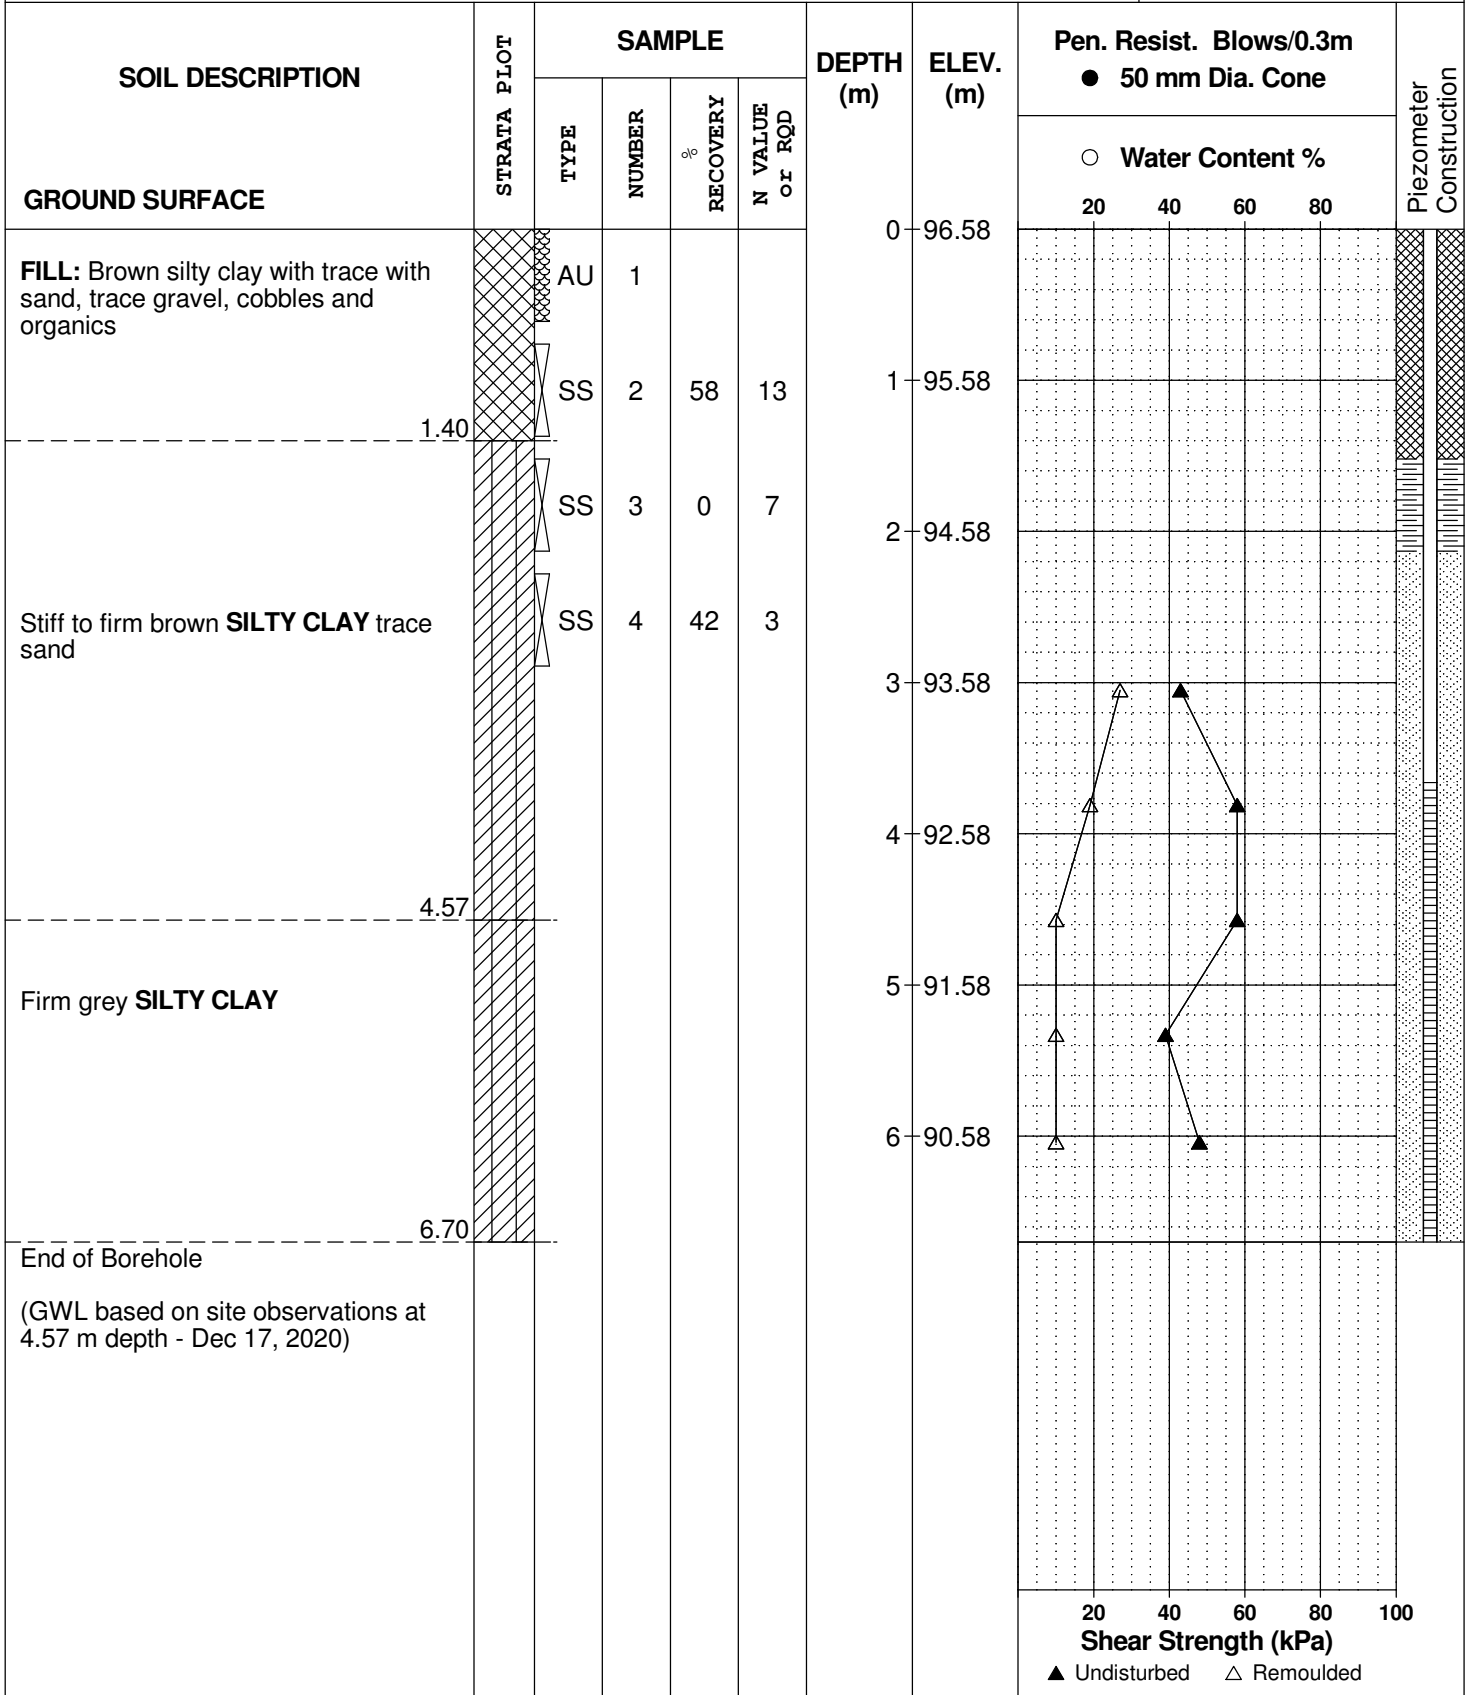 SOIL DESCRIPTION
GROUND SURFACE
STRATA PLOT
SAMPLE
TYPE
NUMBER
% RECOVERY
N VALUE or RQD
DEPTH (m)
ELEV. (m)
Pen. Resist. Blows/0.3m
● 50 mm Dia. Cone
○ Water Content %
20 40 60 80
Piezometer Construction
0 96.58
FILL: Brown silty clay with trace with
sand, trace gravel, cobbles and
organics
AU 1
1 95.58
SS 2 58 13
1.40
SS 3 0 7
2 94.58
Stiff to firm brown SILTY CLAY trace
sand
SS 4 42 3
3 93.58
4 92.58
4.57
5 91.58
Firm grey SILTY CLAY
6 90.58
6.70
End of Borehole
(GWL based on site observations at
4.57 m depth - Dec 17, 2020)
20 40 60 80 100
Shear Strength (kPa)
▲ Undisturbed △ Remoulded